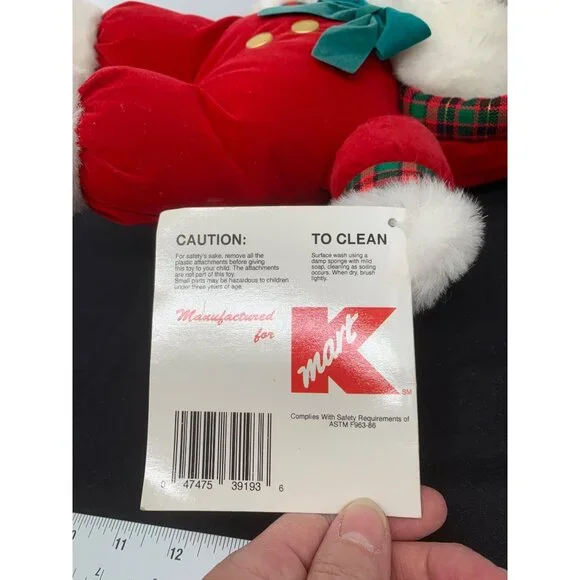 CAUTION:
For safety's sake, remove all the
plastic attachments before giving
this toy to your child. The attachments
are not part of this toy.
Small parts may be hazardous to children
under three years of age.
TO CLEAN
Surface wash using a
damp sponge with mild
soap, cleaning as soiling
occurs. When dry, brush
lightly.
Manufactured
for
K
mart
SM
Complies With Safety Requirements of
ASTM F963-86
0 47475 39193 6
11 12
4